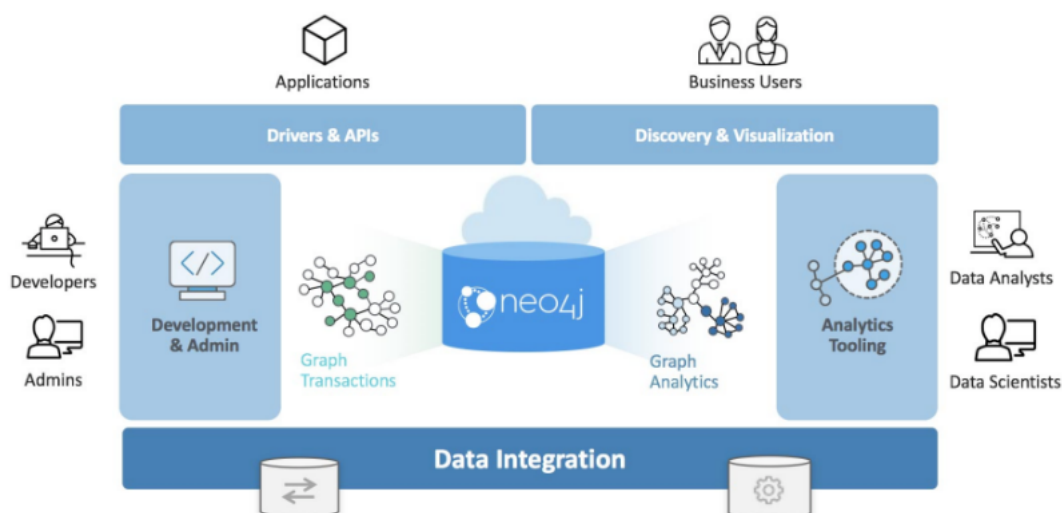 Applications
Business Users
Drivers & APIs
Discovery & Visualization
Developers
Admins
</>
Development
& Admin
Graph
Transactions
neo4j
Graph
Analytics
Analytics
Tooling
Data Analysts
Data Scientists
Data Integration